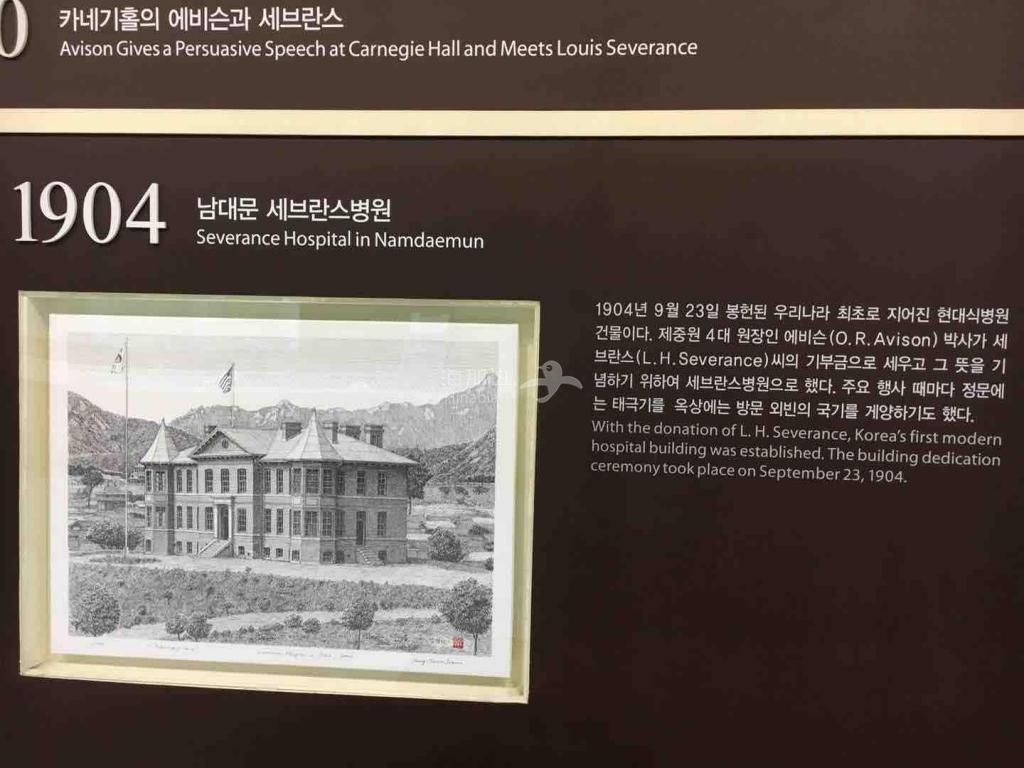 0
카네기홀의 에비슨과 세브란스
Avison Gives a Persuasive Speech at Carnegie Hall and Meets Louis Severance
1904
남대문 세브란스병원
Severance Hospital in Namdaemun
1904년 9월 23일 봉헌된 우리나라 최초로 지어진 현대식병원
건물이다. 제중원 4대 원장인 에비슨(O.R.Avison) 박사가 세
브란스(L.H.Severance)씨의 기부금으로 세우고 그 뜻을 기
념하기 위하여 세브란스병원으로 했다. 주요 행사 때마다 정문에
는 태극기를 옥상에는 방문 외빈의 국기를 게양하기도 했다.
With the donation of L. H. Severance, Korea's first modern
hospital building was established. The building dedication
ceremony took place on September 23, 1904.